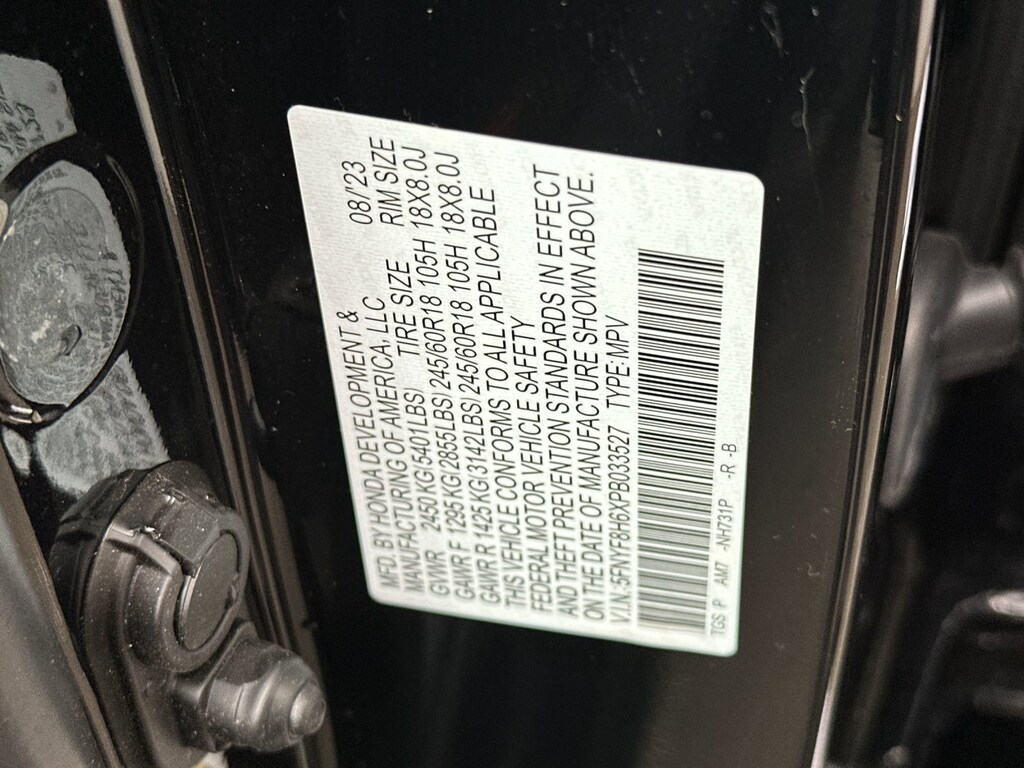 MFD. BY HONDA DEVELOPMENT & 08/'23
MANUFACTURING OF AMERICA, LLC
GWWR 2450 KG(5401LBS) TIRE SIZE RIM SIZE
GAWR F 1295 KG(2855LBS) 245/60R18 105H 18X8.0J
GAWR R 1425 KG(3142LBS) 245/60R18 105H 18X8.0J
THIS VEHICLE CONFORMS TO ALL APPLICABLE
FEDERAL MOTOR VEHICLE SAFETY
AND THEFT PREVENTION STANDARDS IN EFFECT
ON THE DATE OF MANUFACTURE SHOWN ABOVE.
V.I.N.:5FNYF8H6XPB033527 TYPE:MPV
TGS P AM7 -NH731P -R -B